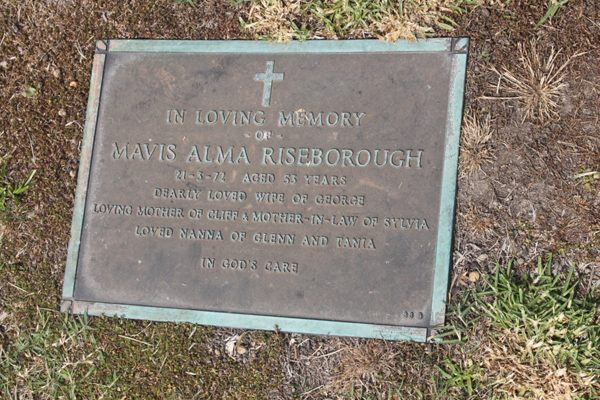 IN LOVING MEMORY
- OF -
MAVIS ALMA RISEBOROUGH
21-5-72 AGED 53 YEARS
DEARLY LOVED WIFE OF GEORGE
LOVING MOTHER OF CLIFF & MOTHER-IN-LAW OF SYLVIA
LOVED NANNA OF GLENN AND TANIA
IN GOD'S CARE